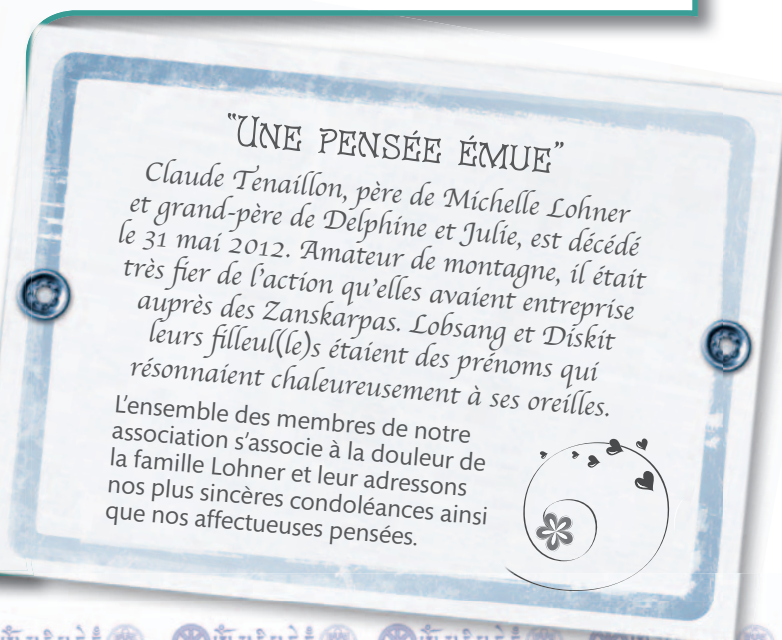 "UNE PENSÉE ÉMUE"
Claude Tenaillon, père de Michelle Lohner
et grand-père de Delphine et Julie, est décédé
le 31 mai 2012. Amateur de montagne, il était
très fier de l'action qu'elles avaient entreprise
auprès des Zanskarpas. Lobsang et Diskit
leurs filleul(le)s étaient des prénoms qui
résonnaient chaleureusement à ses oreilles.
L'ensemble des membres de notre
association s'associe à la douleur de
la famille Lohner et leur adressons
nos plus sincères condoléances ainsi
que nos affectueuses pensées.